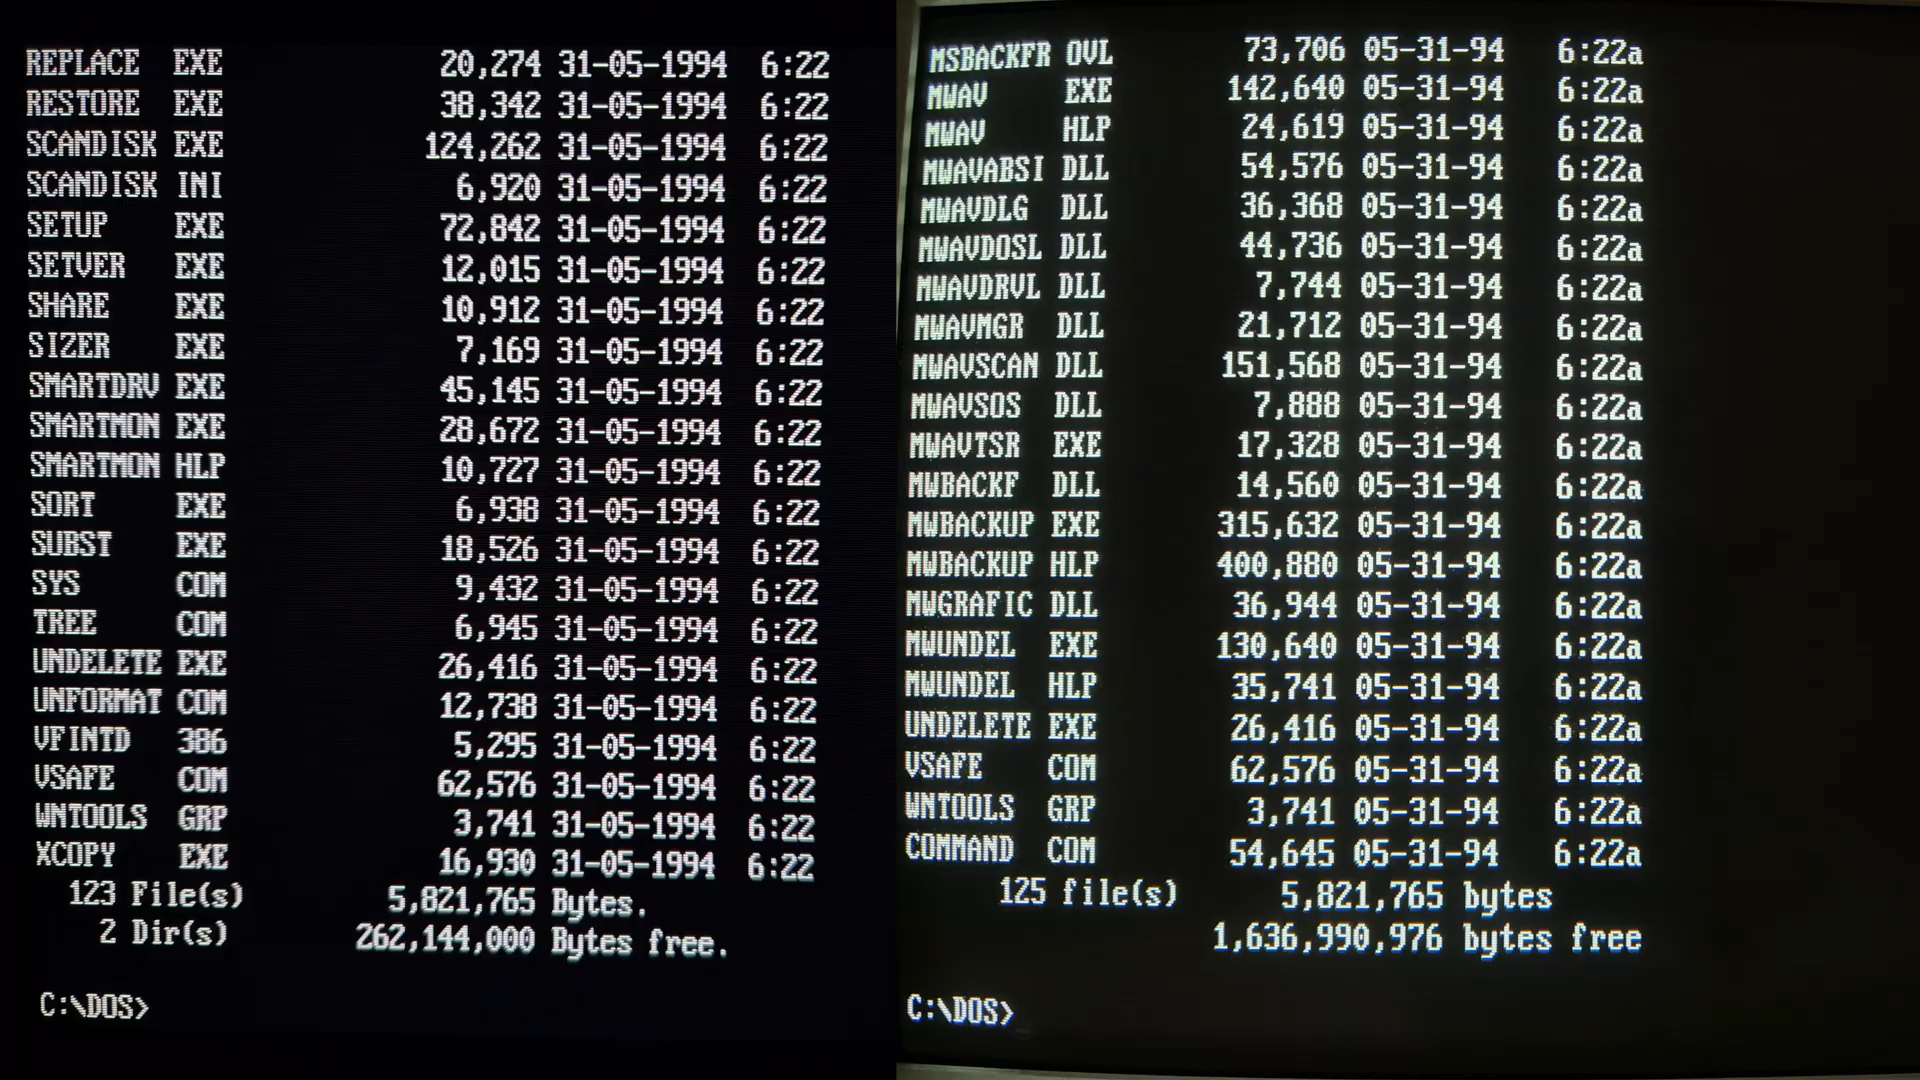 REPLACE EXE 20,274 31-05-1994 6:22
RESTORE EXE 38,342 31-05-1994 6:22
SCANDISK EXE 124,262 31-05-1994 6:22
SCANDISK INI 6,920 31-05-1994 6:22
SETUP EXE 72,842 31-05-1994 6:22
SETVER EXE 12,015 31-05-1994 6:22
SHARE EXE 10,912 31-05-1994 6:22
SIZER EXE 7,169 31-05-1994 6:22
SMARTDRV EXE 45,145 31-05-1994 6:22
SMARTMON EXE 28,672 31-05-1994 6:22
SMARTMON HLP 10,727 31-05-1994 6:22
SORT EXE 6,938 31-05-1994 6:22
SUBST EXE 18,526 31-05-1994 6:22
SYS COM 9,432 31-05-1994 6:22
TREE COM 6,945 31-05-1994 6:22
UNDELETE EXE 26,416 31-05-1994 6:22
UNFORMAT COM 12,738 31-05-1994 6:22
VFINTD 386 5,295 31-05-1994 6:22
VSAFE COM 62,576 31-05-1994 6:22
WNTOOLS GRP 3,741 31-05-1994 6:22
XCOPY EXE 16,930 31-05-1994 6:22
123 File(s) 5,821,765 Bytes.
2 Dir(s) 262,144,000 Bytes free.
C:\DOS>
MSBACKFR OVL 73,706 05-31-94 6:22a
MWAV EXE 142,640 05-31-94 6:22a
MWAV HLP 24,619 05-31-94 6:22a
MWAVABSI DLL 54,576 05-31-94 6:22a
MWAVDLG DLL 36,368 05-31-94 6:22a
MWAVDOSL DLL 44,736 05-31-94 6:22a
MWAVDRVL DLL 7,744 05-31-94 6:22a
MWAVMGR DLL 21,712 05-31-94 6:22a
MWAVSCAN DLL 151,568 05-31-94 6:22a
MWAVSOS DLL 7,888 05-31-94 6:22a
MWAVTSR EXE 17,328 05-31-94 6:22a
MWBACKF DLL 14,560 05-31-94 6:22a
MWBACKUP EXE 315,632 05-31-94 6:22a
MWBACKUP HLP 400,880 05-31-94 6:22a
MWGRAFIC DLL 36,944 05-31-94 6:22a
MWUNDEL EXE 130,640 05-31-94 6:22a
MWUNDEL HLP 35,741 05-31-94 6:22a
UNDELETE EXE 26,416 05-31-94 6:22a
VSAFE COM 62,576 05-31-94 6:22a
WNTOOLS GRP 3,741 05-31-94 6:22a
COMMAND COM 54,645 05-31-94 6:22a
125 file(s) 5,821,765 bytes
1,636,990,976 bytes free
C:\DOS>